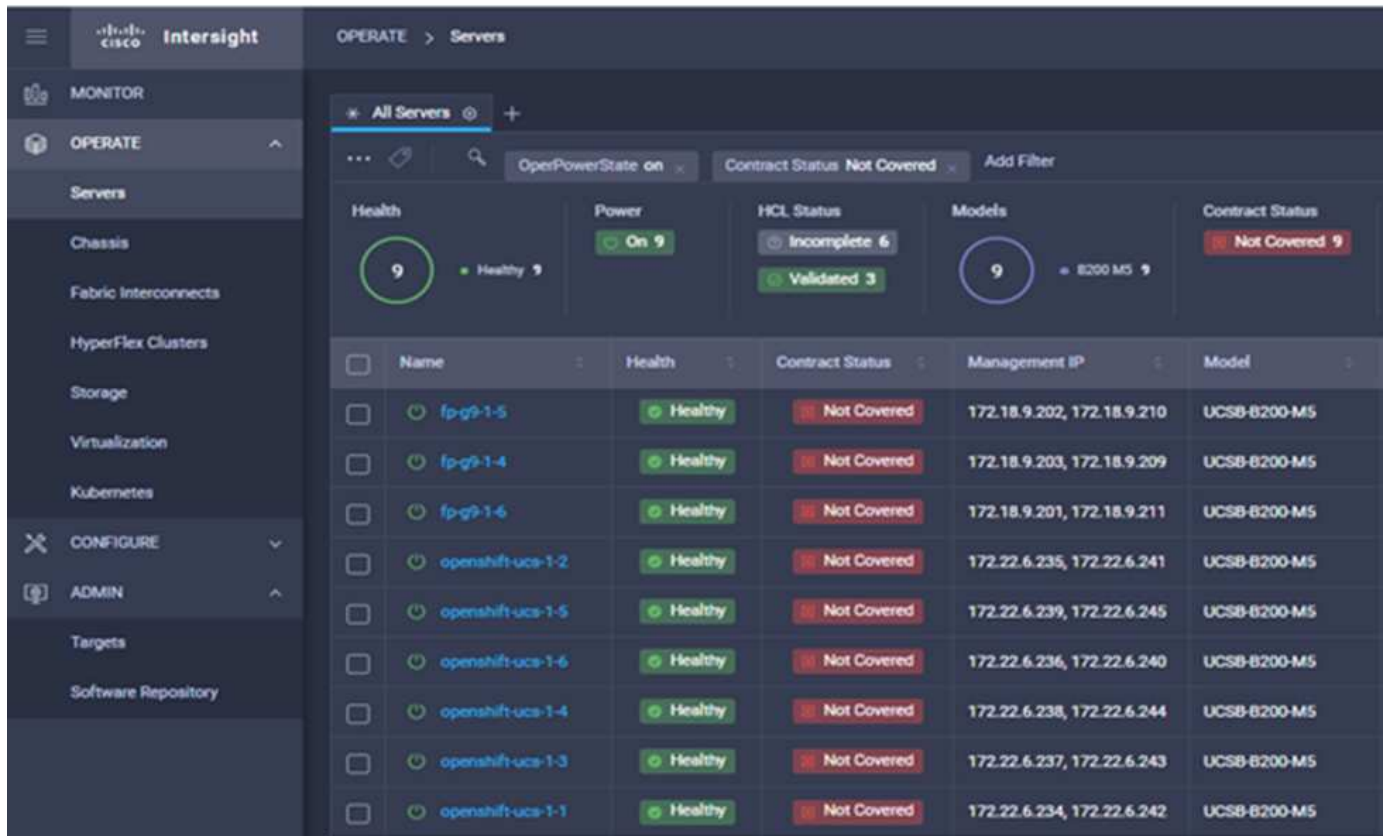 cisco Intersight
OPERATE > Servers
MONITOR
OPERATE
Servers
Chassis
Fabric Interconnects
HyperFlex Clusters
Storage
Virtualization
Kubernetes
CONFIGURE
ADMIN
Targets
Software Repository
All Servers
OperPowerState on × Contract Status Not Covered × Add Filter
Health Power HCL Status Models Contract Status
9 Healthy 9 On 9 Incomplete 6 Validated 3 9 B200 M5 9 Not Covered 9
Name Health Contract Status Management IP Model
fp-g9-1-5 Healthy Not Covered 172.18.9.202, 172.18.9.210 UCSB-B200-M5
fp-g9-1-4 Healthy Not Covered 172.18.9.203, 172.18.9.209 UCSB-B200-M5
fp-g9-1-6 Healthy Not Covered 172.18.9.201, 172.18.9.211 UCSB-B200-M5
openshift-ucs-1-2 Healthy Not Covered 172.22.6.235, 172.22.6.241 UCSB-B200-M5
openshift-ucs-1-5 Healthy Not Covered 172.22.6.239, 172.22.6.245 UCSB-B200-M5
openshift-ucs-1-6 Healthy Not Covered 172.22.6.236, 172.22.6.240 UCSB-B200-M5
openshift-ucs-1-4 Healthy Not Covered 172.22.6.238, 172.22.6.244 UCSB-B200-M5
openshift-ucs-1-3 Healthy Not Covered 172.22.6.237, 172.22.6.243 UCSB-B200-M5
openshift-ucs-1-1 Healthy Not Covered 172.22.6.234, 172.22.6.242 UCSB-B200-M5